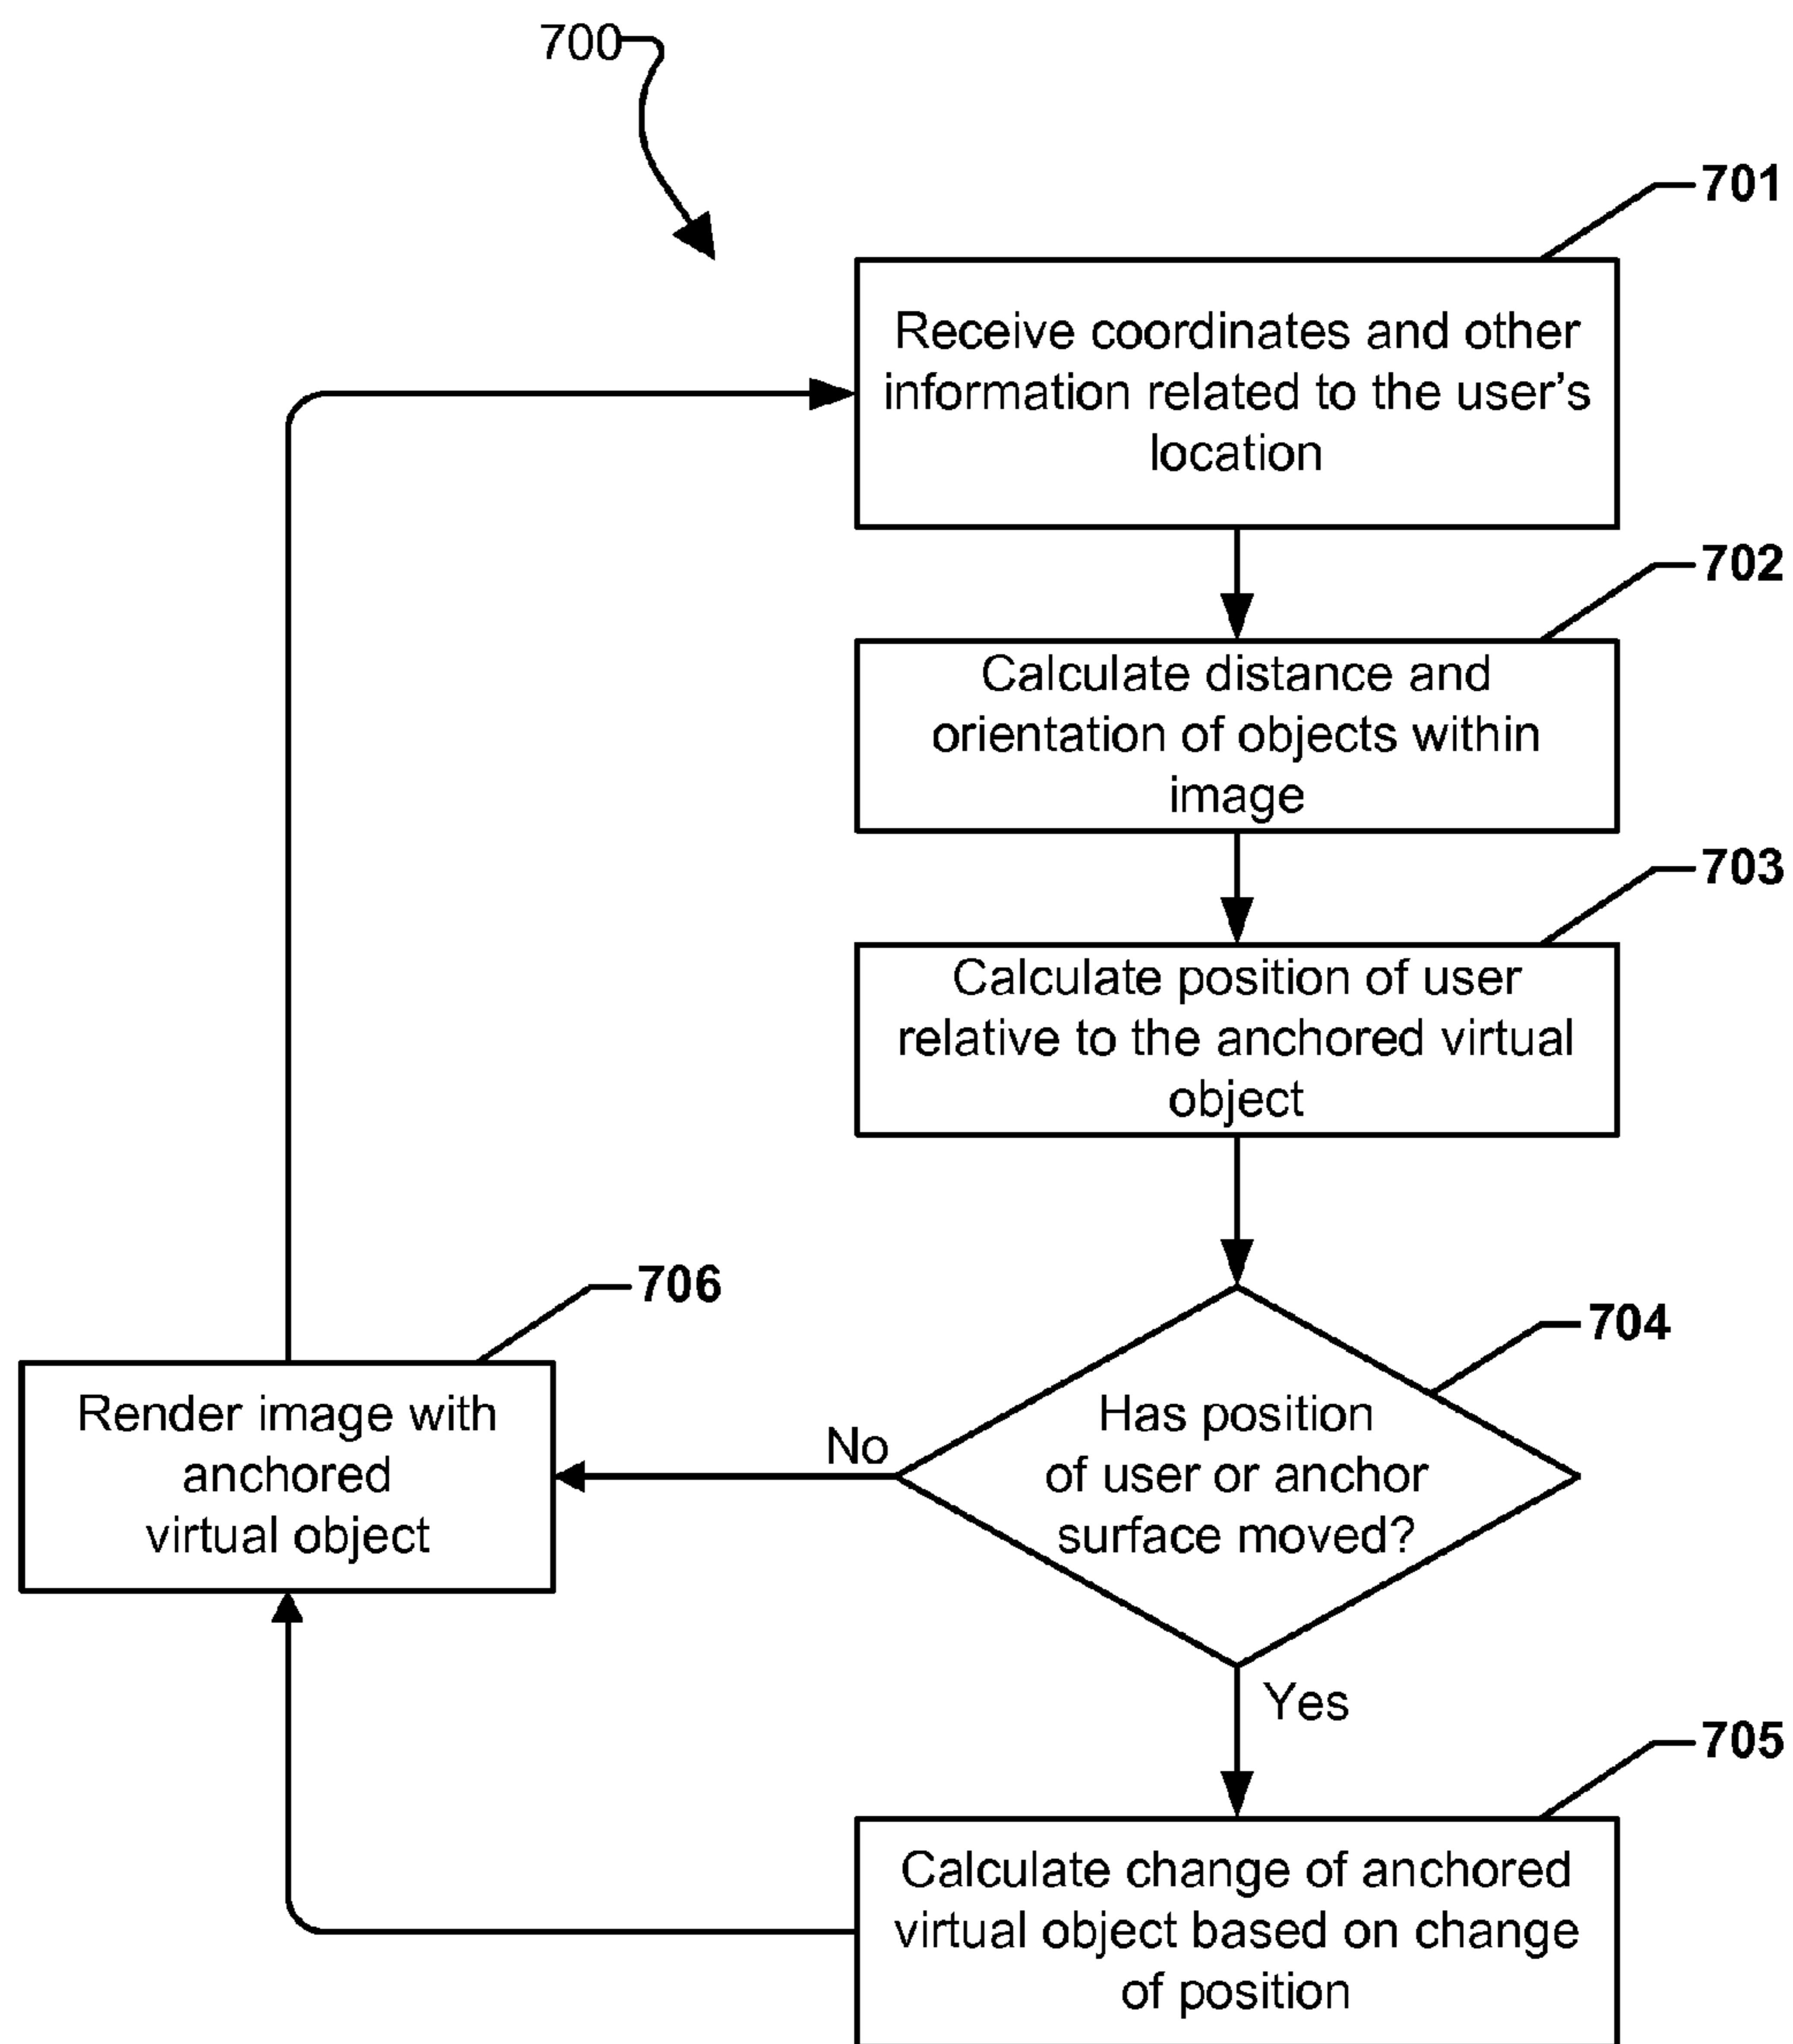 700
701
Receive coordinates and other
information related to the user’s
location
702
Calculate distance and
orientation of objects within
image
703
Calculate position of user
relative to the anchored virtual
object
704
Has position
of user or anchor
surface moved?
No
Yes
706
Render image with
anchored
virtual object
705
Calculate change of anchored
virtual object based on change
of position